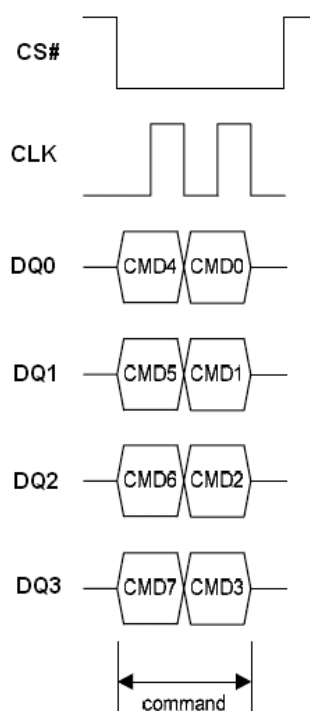 CS#
CLK
DQ0 CMD4 CMD0
DQ1 CMD5 CMD1
DQ2 CMD6 CMD2
DQ3 CMD7 CMD3
command